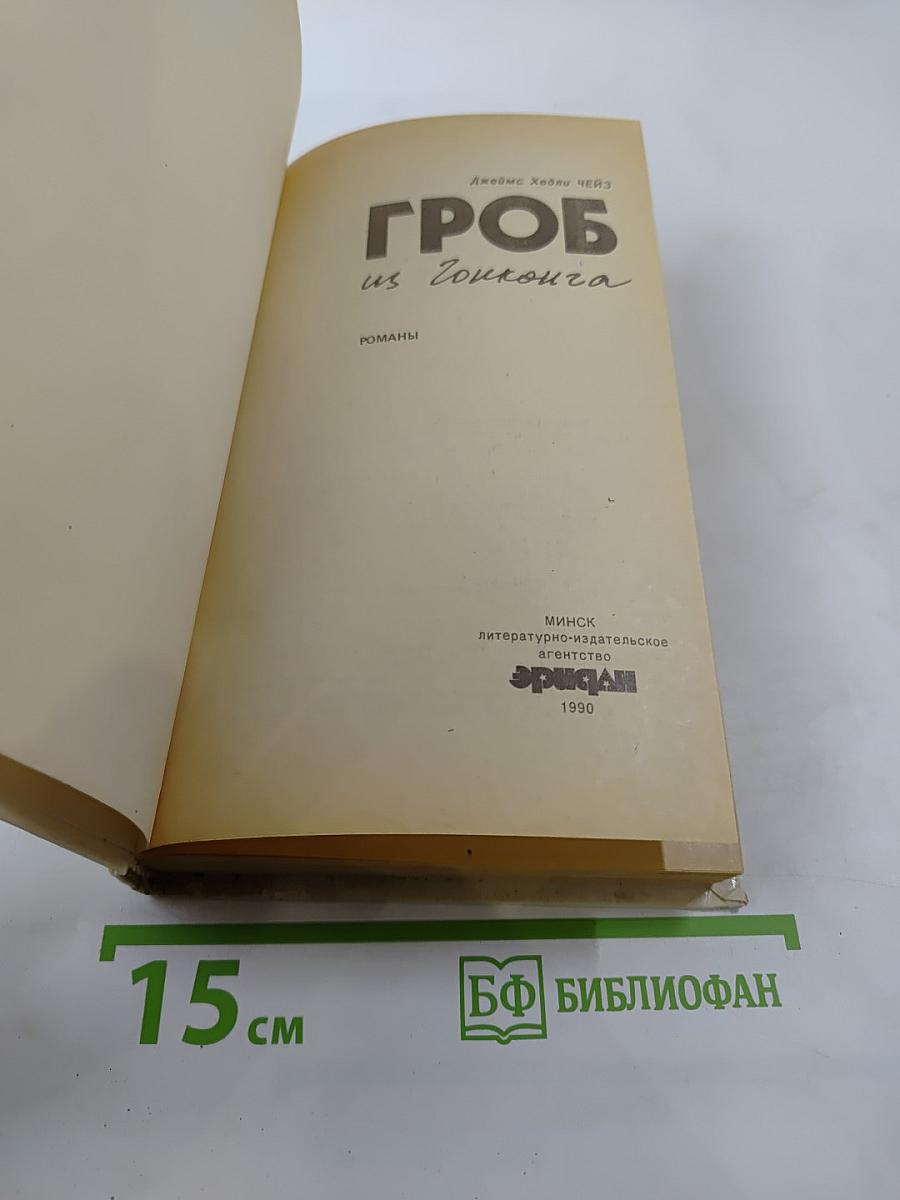 Джеймс Хедли ЧЕЙЗ
ГРОБ
из Гонконга
РОМАНЫ
МИНСК
литературно-издательское
агентство
эридан
1990
15 см
БФ БИБЛИОФАН